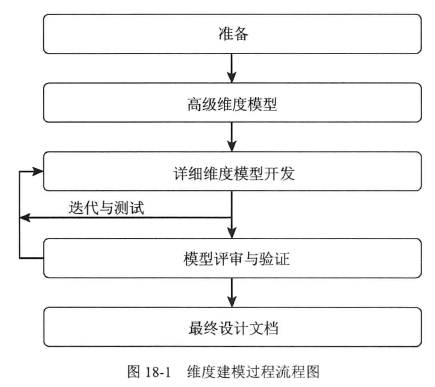 准备
高级维度模型
详细维度模型开发
迭代与测试
模型评审与验证
最终设计文档
图 18-1 维度建模过程流程图